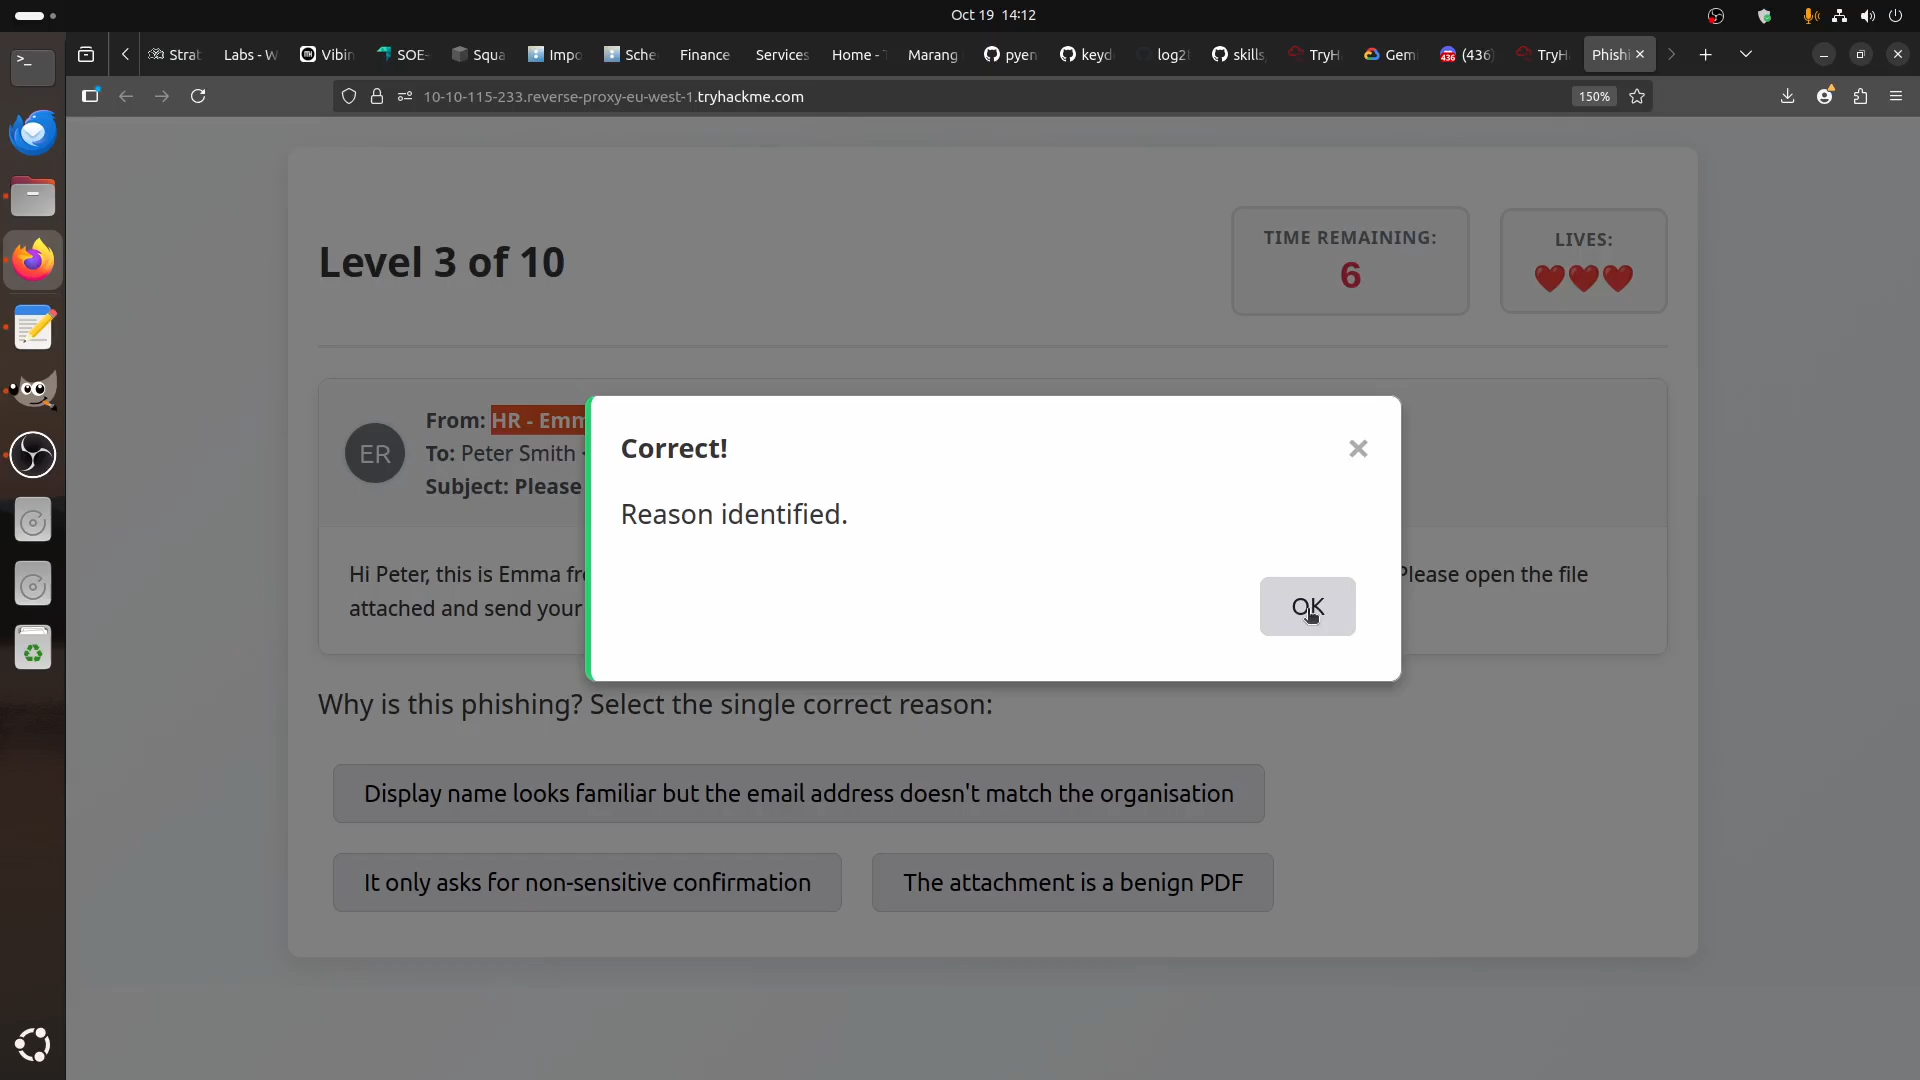 Oct 19 14:12
Strat
Labs - W
Vibin
SOE-
Squa
Impo
Sche
Finance
Services
Home - T
Marang
pyen
keyd
log2
skills
TryH
Gemi
(436)
TryH
Phishi
10-10-115-233.reverse-proxy-eu-west-1.tryhackme.com
150%
Level 3 of 10
TIME REMAINING:
6
LIVES:
ER
From: HR - Emm
To: Peter Smith
Subject: Please
Hi Peter, this is Emma fr
Please open the file
attached and send your
Correct!
Reason identified.
OK
Why is this phishing? Select the single correct reason:
Display name looks familiar but the email address doesn't match the organisation
It only asks for non-sensitive confirmation
The attachment is a benign PDF